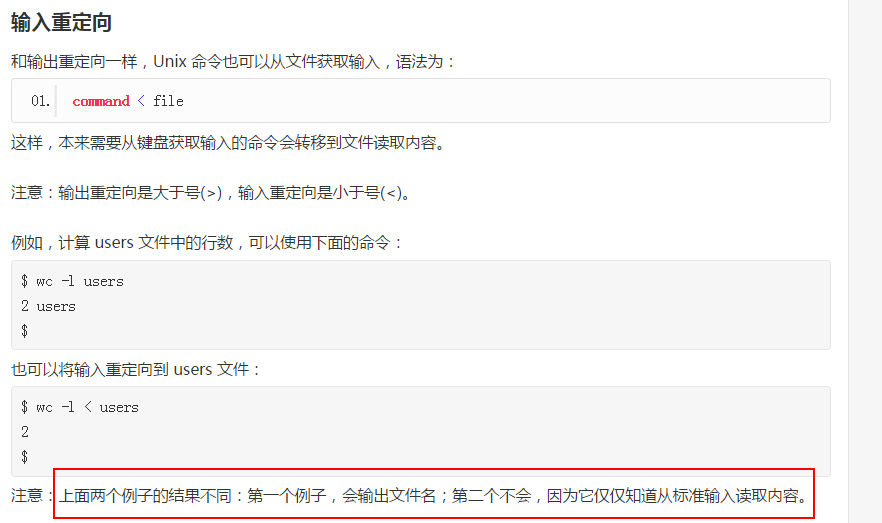 输入重定向
和输出重定向一样，Unix 命令也可以从文件获取输入，语法为：
01. command < file
这样，本来需要从键盘获取输入的命令会转移到文件读取内容。
注意：输出重定向是大于号(>)，输入重定向是小于号(<)。
例如，计算 users 文件中的行数，可以使用下面的命令：
$ wc -l users
2 users
$
也可以将输入重定向到 users 文件：
$ wc -l < users
2
$
注意：上面两个例子的结果不同：第一个例子，会输出文件名；第二个不会，因为它仅仅知道从标准输入读取内容。